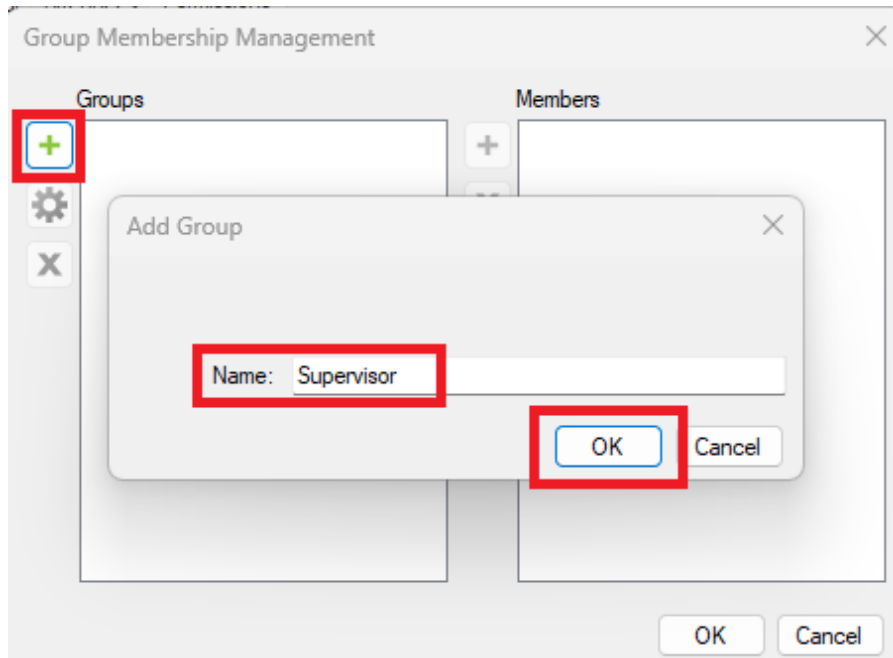 Group Membership Management
Groups
Members
Add Group
Name: Supervisor
OK
Cancel
OK
Cancel